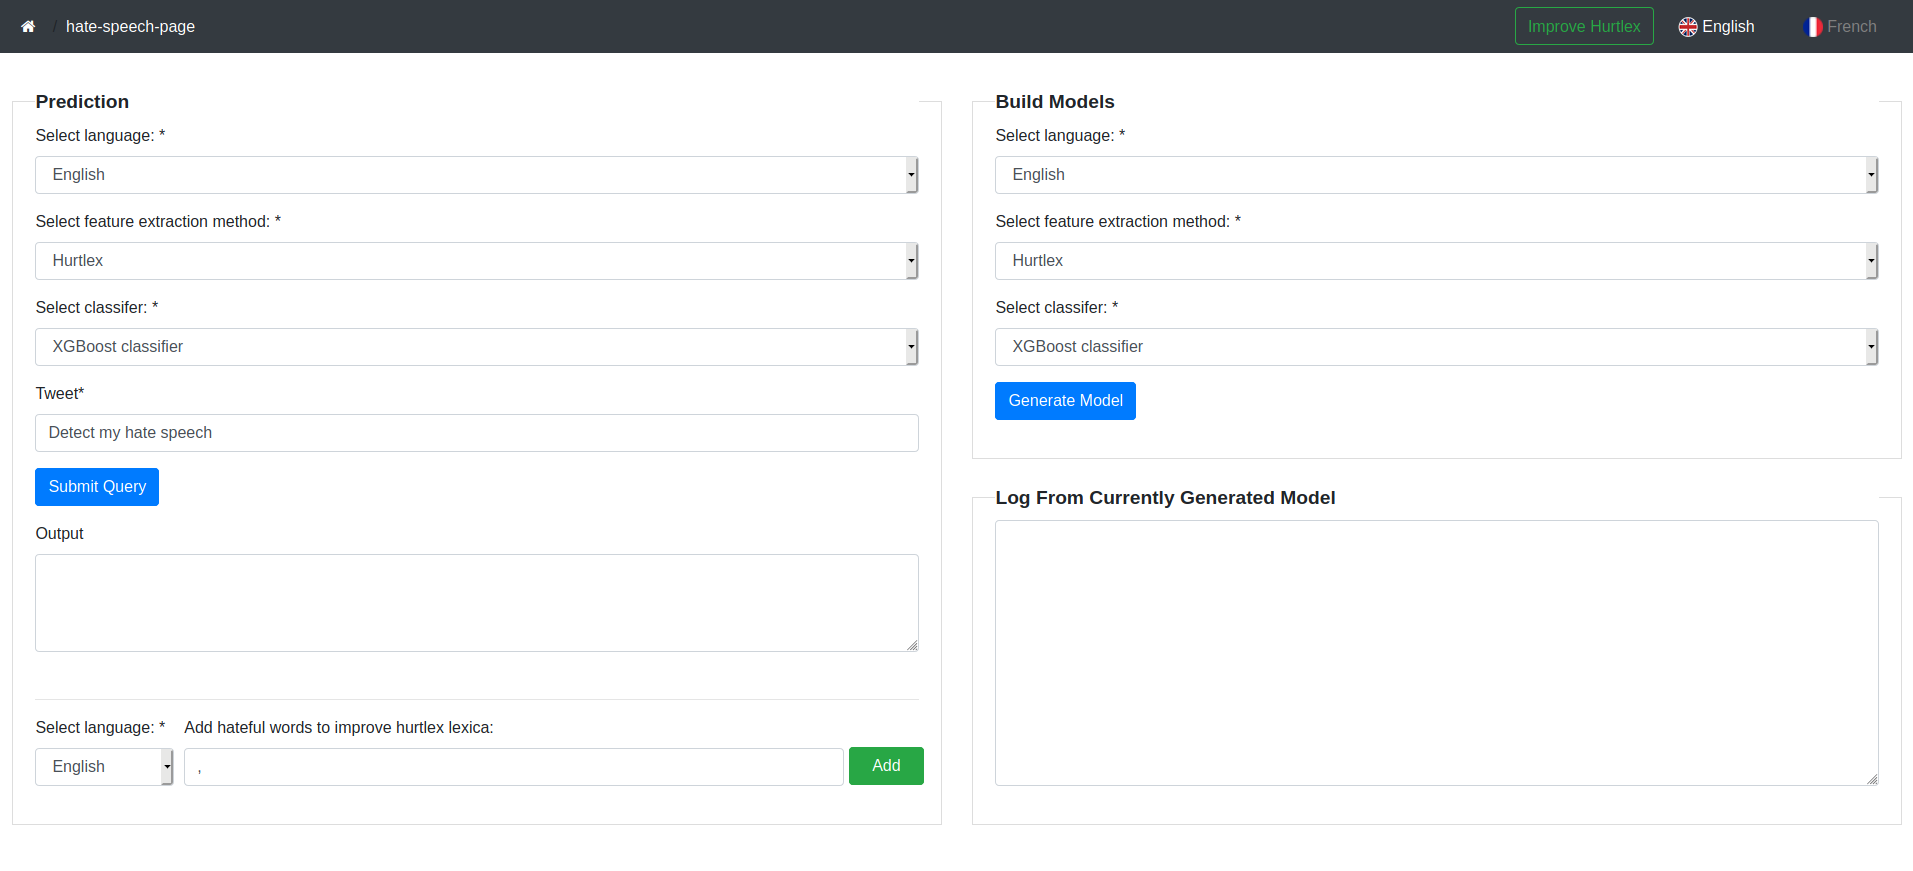 / hate-speech-page
Improve Hurtlex
English
French
Prediction
Select language: *
English
Select feature extraction method: *
Hurtlex
Select classifer: *
XGBoost classifier
Tweet*
Detect my hate speech
Submit Query
Output
Select language: *
Add hateful words to improve hurtlex lexica:
English
,
Add
Build Models
Select language: *
English
Select feature extraction method: *
Hurtlex
Select classifer: *
XGBoost classifier
Generate Model
Log From Currently Generated Model